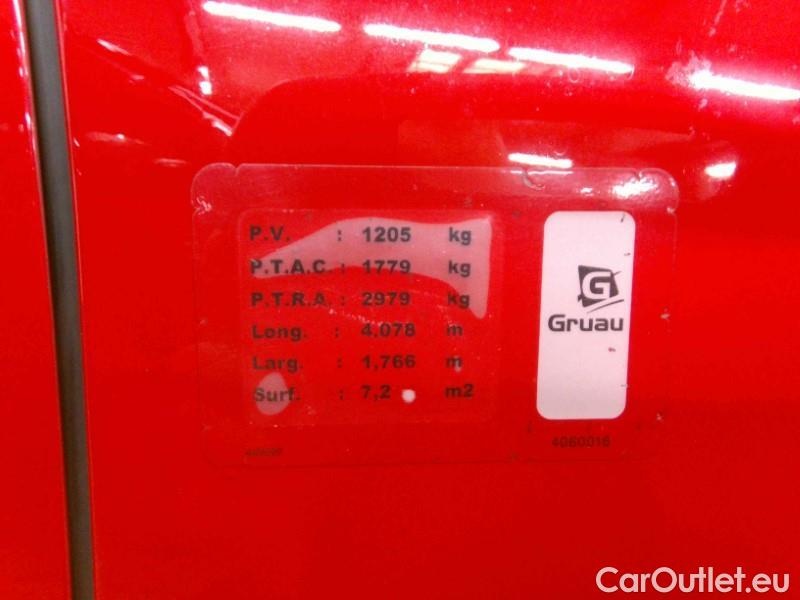 P.V. : 1205 kg
P.T.A.C. : 1779 kg
P.T.R.A. : 2979 kg
Long. : 4,078 m
Larg. : 1,766 m
Surf. : 7,2 m2
G
Gruau
4060016
CarOutlet.eu